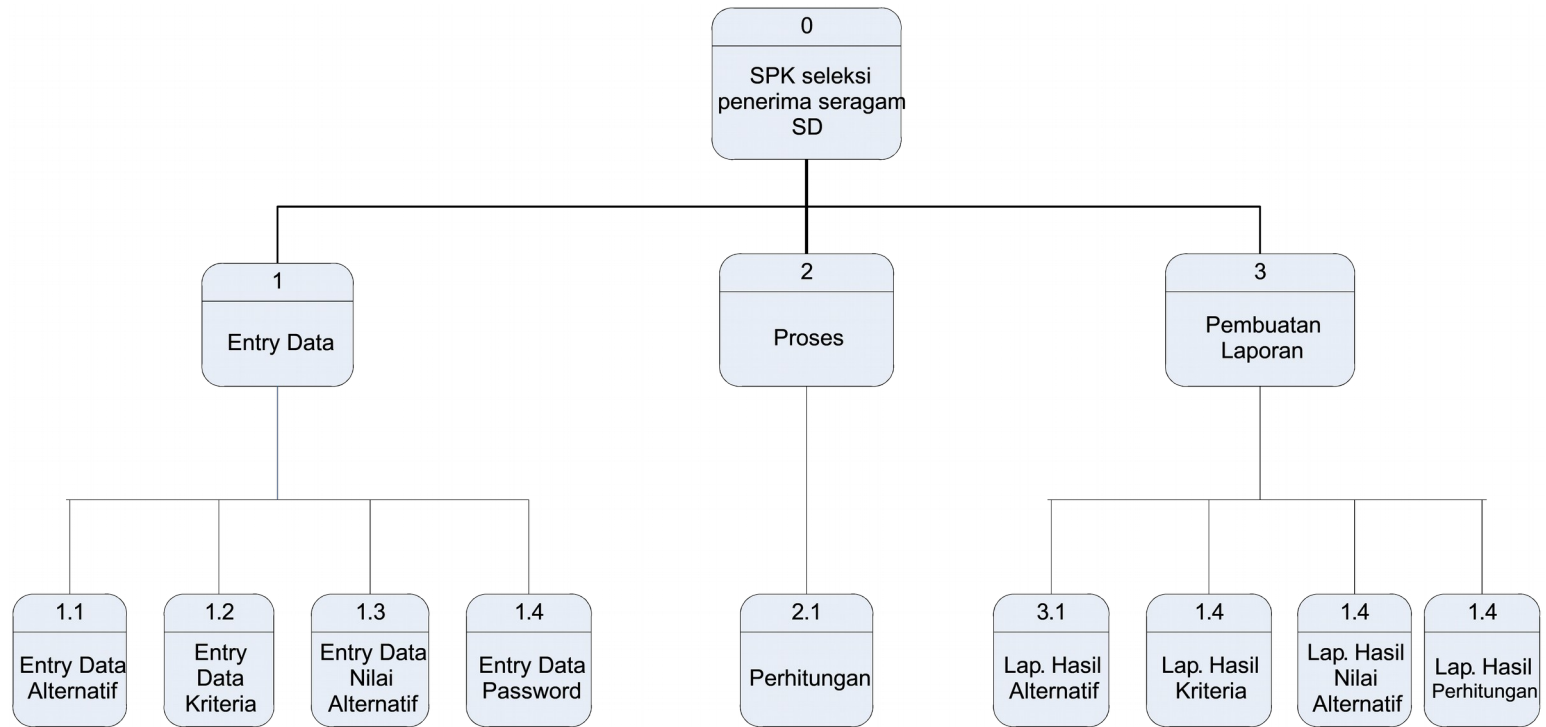 0
SPK seleksi
penerima seragam
SD
1
Entry Data
2
Proses
3
Pembuatan
Laporan
1.1
Entry Data
Alternatif
1.2
Entry
Data
Kriteria
1.3
Entry Data
Nilai
Alternatif
1.4
Entry Data
Password
2.1
Perhitungan
3.1
Lap. Hasil
Alternatif
1.4
Lap. Hasil
Kriteria
1.4
Lap. Hasil
Nilai
Alternatif
1.4
Lap. Hasil
Perhitungan